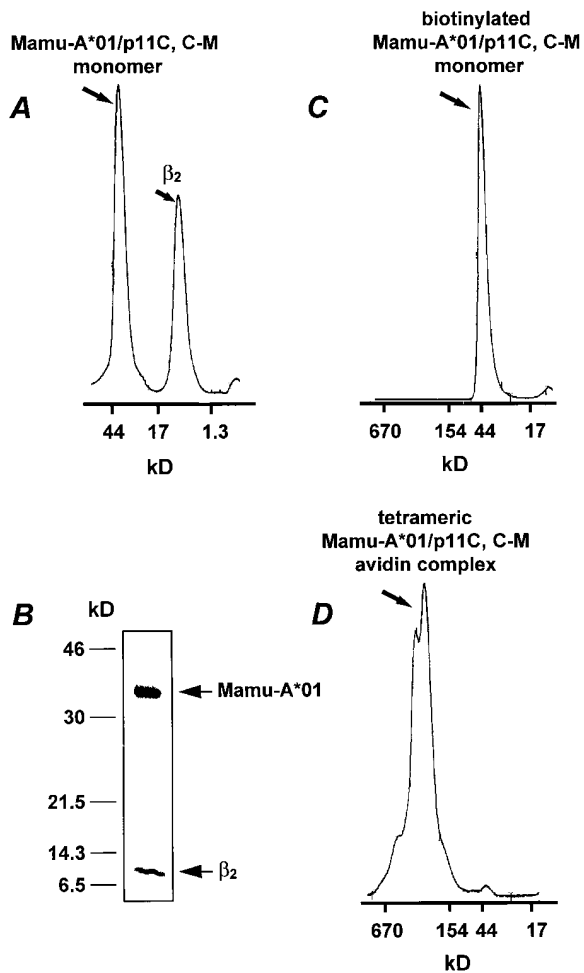 A
Mamu-A*01/p11C, C-M
monomer
β2
44 17 1.3
kD
C
biotinylated
Mamu-A*01/p11C, C-M
monomer
670 154 44 17
kD
B
kD
46
30
21.5
14.3
6.5
Mamu-A*01
β2
D
tetrameric
Mamu-A*01/p11C, C-M
avidin complex
670 154 44 17
kD